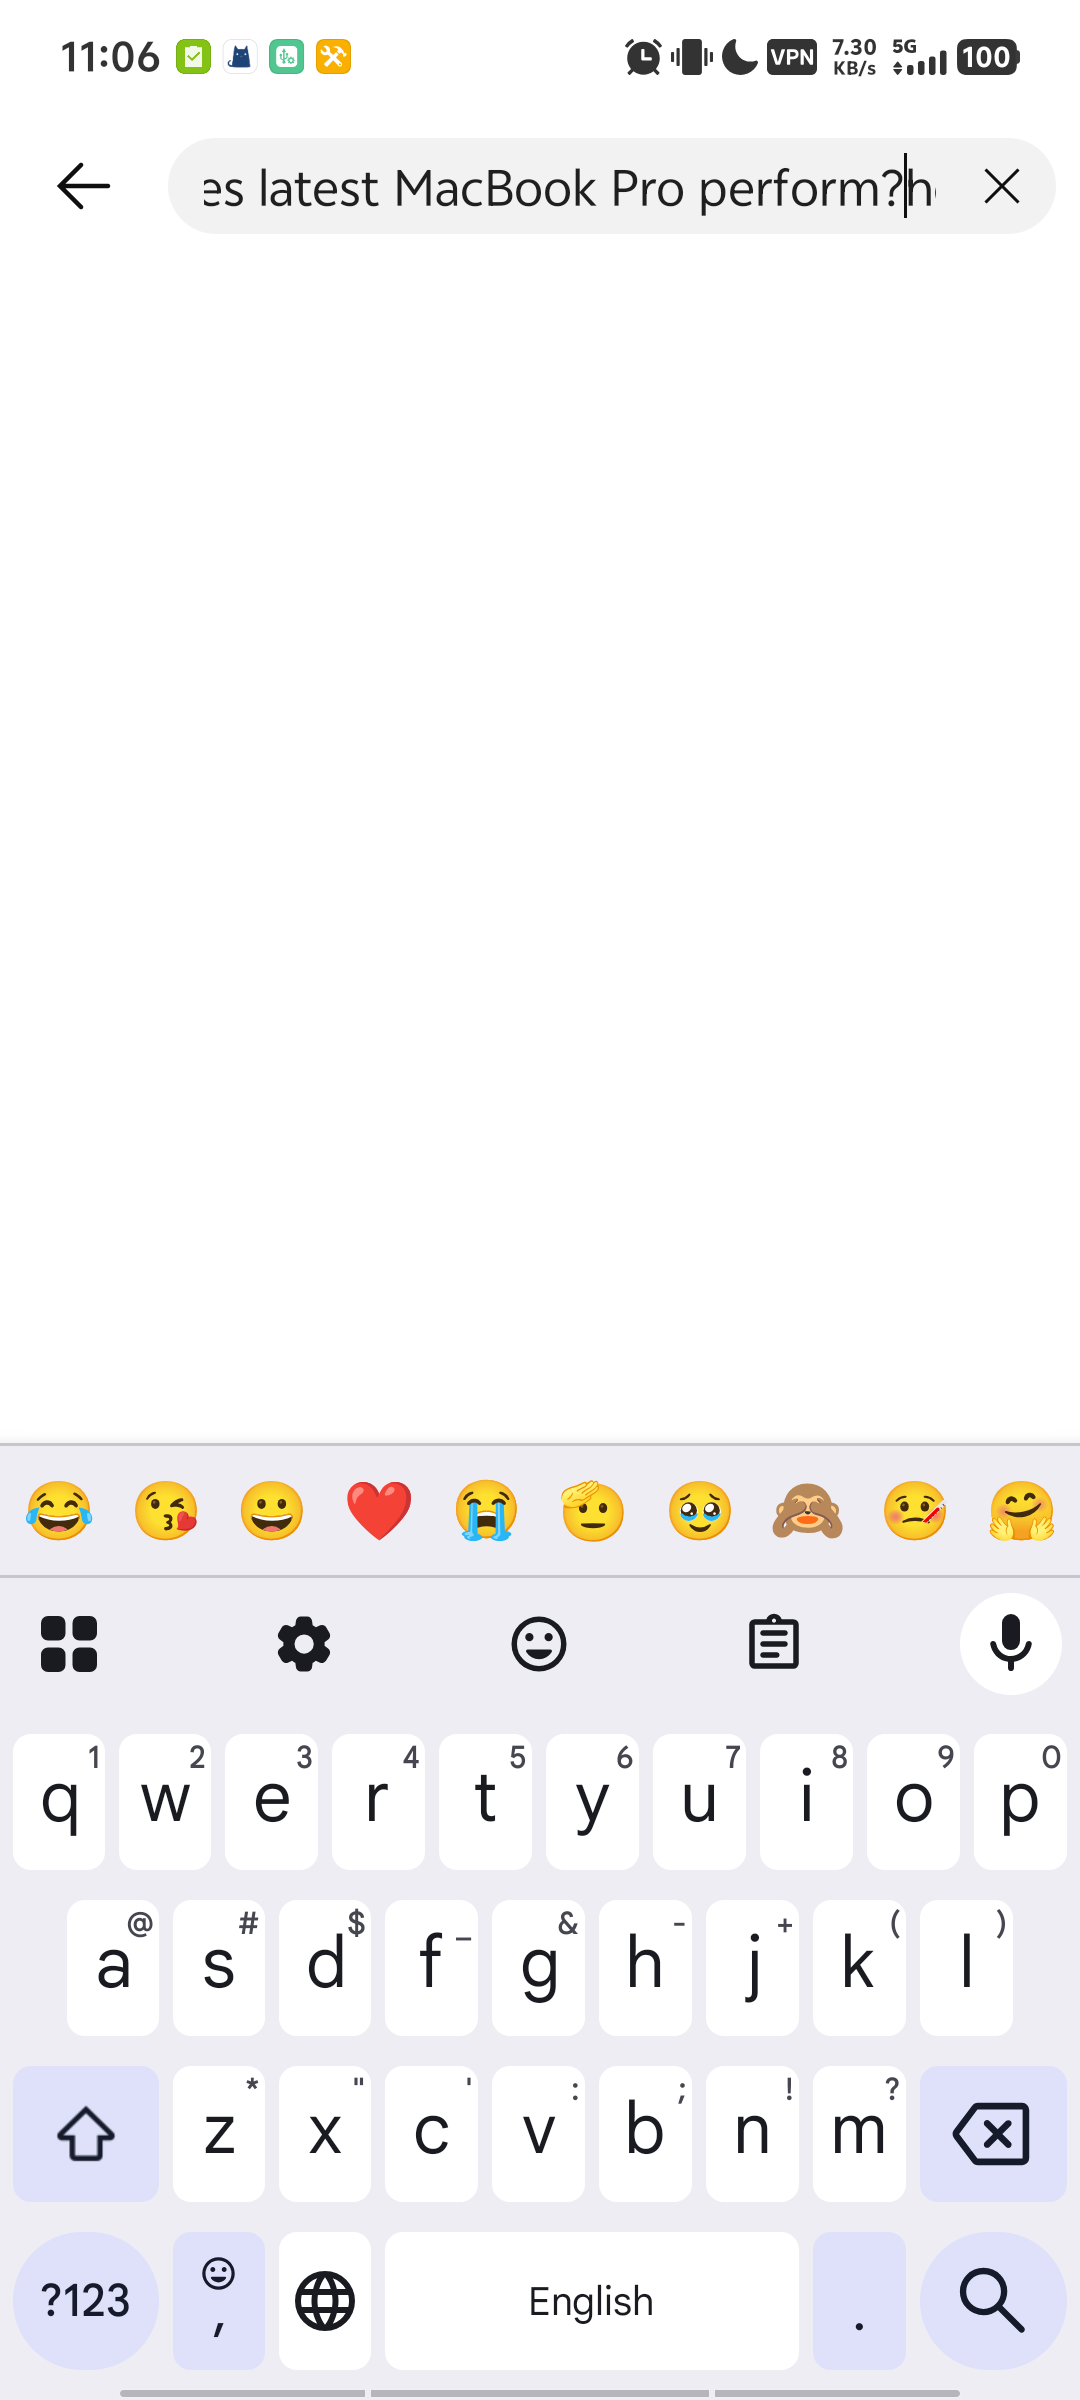 11:06
VPN
7.30
KB/s
5G
100
es latest MacBook Pro perform?h
1 2 3 4 5 6 7 8 9 0
q w e r t y u i o p
@ # $ _ & - + ( )
a s d f g h j k l
* " ' : ; ! ?
z x c v b n m
?123 , English .